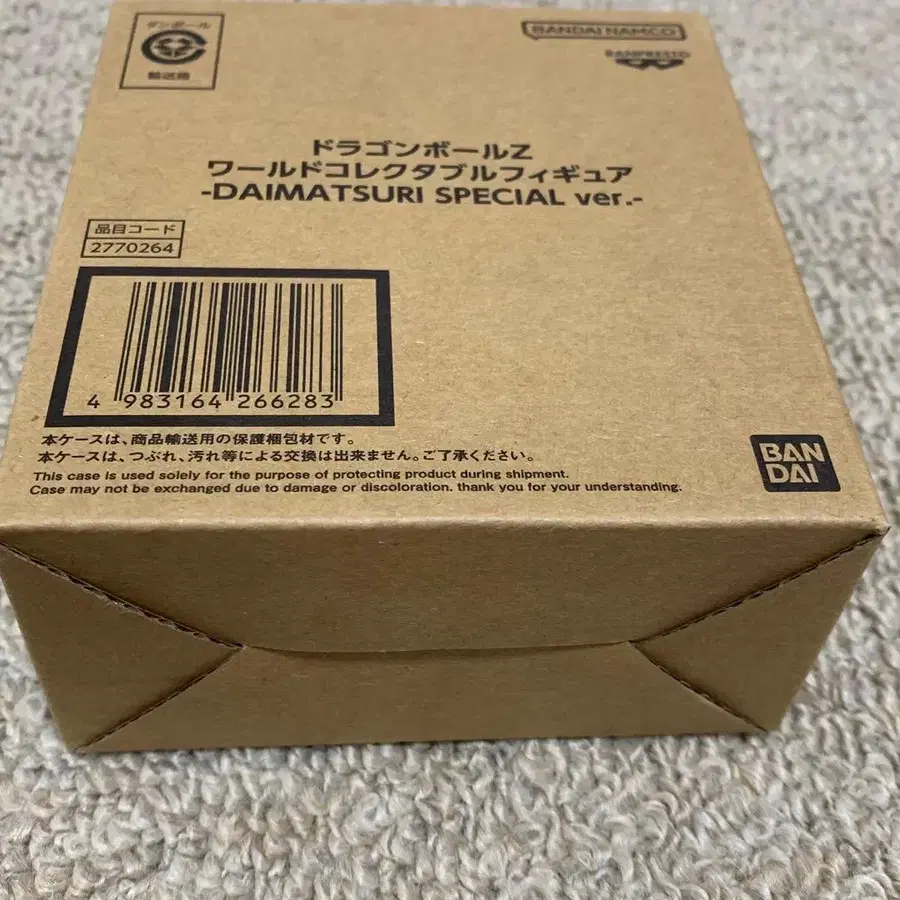 ダンボール
輸送箱
BANDAI NAMCO
BANPRESTO
ドラゴンボールZ
ワールドコレクタブルフィギュア
-DAIMATSURI SPECIAL ver.-
品目コード
2770264
4 983164 266283
本ケースは、商品輸送用の保護梱包材です。
本ケースは、つぶれ、汚れ等による交換は出来ません。ご了承ください。
This case is used solely for the purpose of protecting product during shipment.
Case may not be exchanged due to damage or discoloration. thank you for your understanding.
BAN
DAI